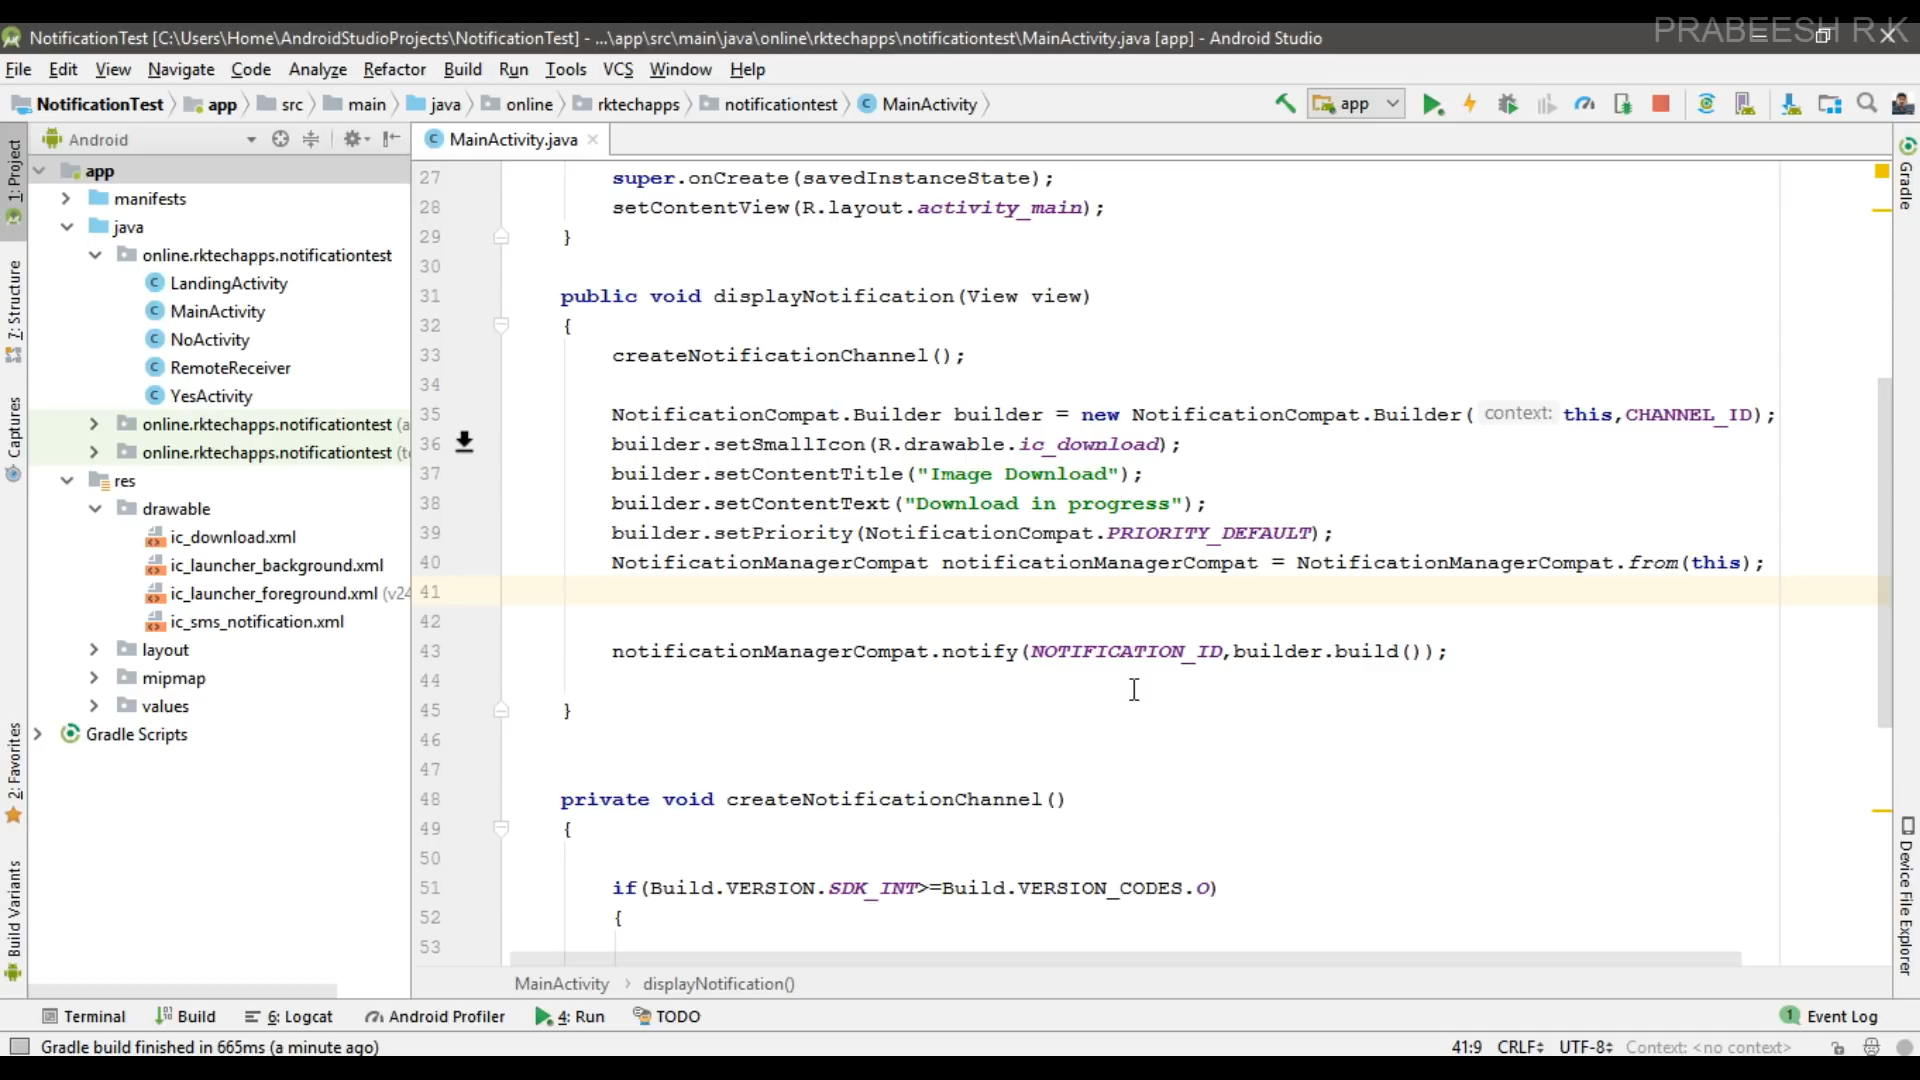 PRABEESH R K
NotificationTest [C:\Users\Home\AndroidStudioProjects\NotificationTest] - ...\app\src\main\java\online\rktechapps\notificationtest\MainActivity.java [app] - Android Studio
File Edit View Navigate Code Analyze Refactor Build Run Tools VCS Window Help
NotificationTest app src main java online rktechapps notificationtest MainActivity app
Android
MainActivity.java
1: Project
7: Structure
Captures
2: Favorites
Build Variants
app
manifests
java
online.rktechapps.notificationtest
LandingActivity
MainActivity
NoActivity
RemoteReceiver
YesActivity
online.rktechapps.notificationtest (a
online.rktechapps.notificationtest (t
res
drawable
ic_download.xml
ic_launcher_background.xml
ic_launcher_foreground.xml (v24
ic_sms_notification.xml
layout
mipmap
values
Gradle Scripts
27 super.onCreate(savedInstanceState);
28 setContentView(R.layout.activity_main);
29 }
30
31 public void displayNotification(View view)
32 {
33 createNotificationChannel();
34
35 NotificationCompat.Builder builder = new NotificationCompat.Builder( context: this,CHANNEL_ID);
36 builder.setSmallIcon(R.drawable.ic_download);
37 builder.setContentTitle("Image Download");
38 builder.setContentText("Download in progress");
39 builder.setPriority(NotificationCompat.PRIORITY_DEFAULT);
40 NotificationManagerCompat notificationManagerCompat = NotificationManagerCompat.from(this);
41
42
43 notificationManagerCompat.notify(NOTIFICATION_ID,builder.build());
44
45 }
46
47
48 private void createNotificationChannel()
49 {
50
51 if(Build.VERSION.SDK_INT>=Build.VERSION_CODES.O)
52 {
53
MainActivity › displayNotification()
Gradle
Device File Explorer
Terminal Build 6: Logcat Android Profiler 4: Run TODO 1 Event Log
Gradle build finished in 665ms (a minute ago) 41:9 CRLF UTF-8 Context: <no context>